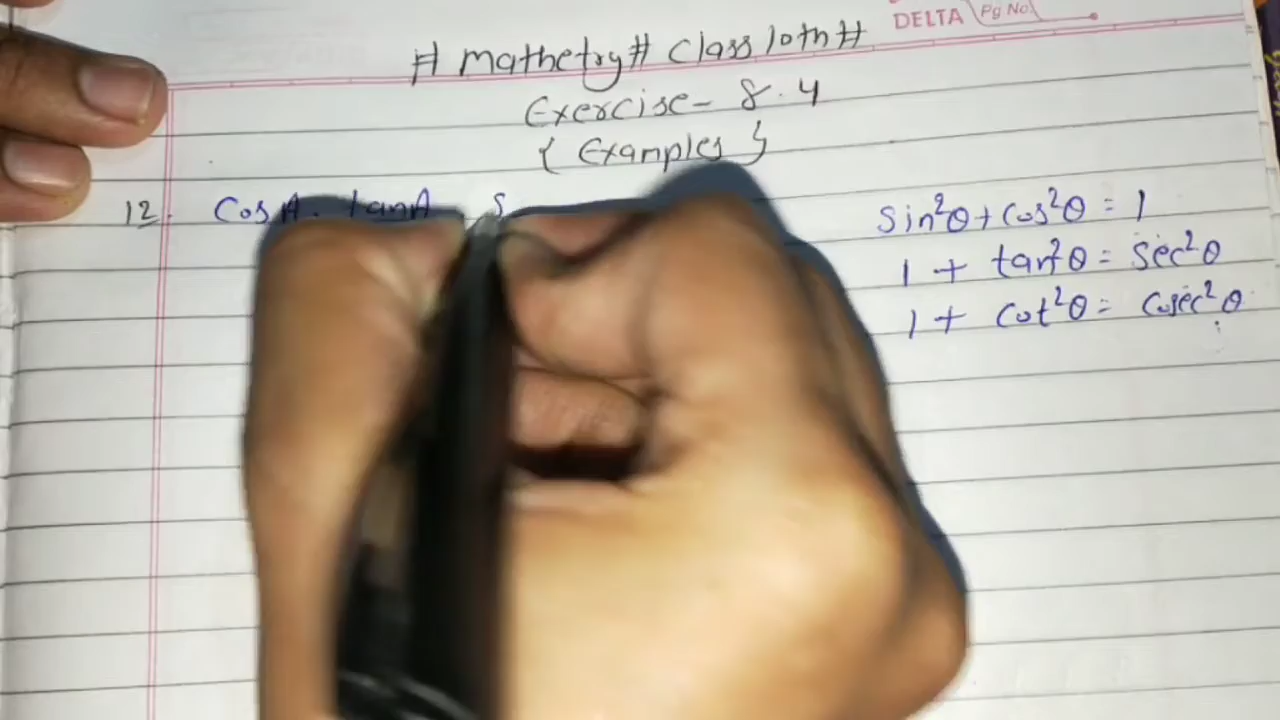 DELTA Pg No.
# Mathetry # Class 10th #
Exercise - 8.4
{ Examples }
12. Cos A. tan A S
Sin²θ + Cos²θ = 1
1 + tan²θ = Sec²θ
1 + Cot²θ = Cosec²θ